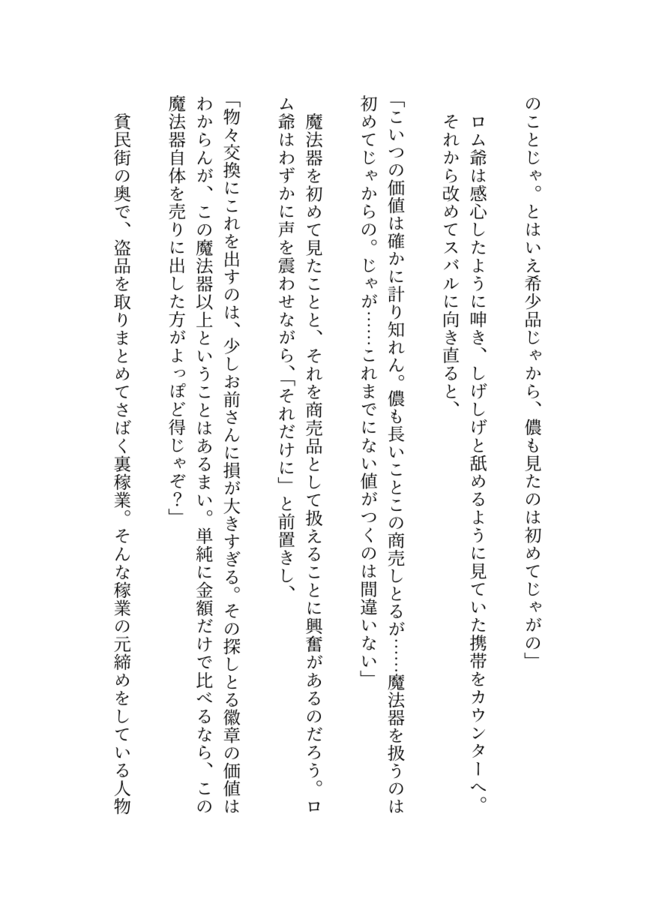 のことじゃ。とはいえ希少品じゃから、儂も見たのは初めてじゃがの」
ロム爺は感心したように呻き、しげしげと舐めるように見ていた携帯をカウンターへ。
それから改めてスバルに向き直ると、
「こいつの価値は確かに計り知れん。儂も長いことこの商売しとるが……魔法器を扱うのは
初めてじゃからの。じゃが……これまでにない値がつくのは間違いない」
魔法器を初めて見たことと、それを商売品として扱えることに興奮があるのだろう。ロ
ム爺はわずかに声を震わせながら、「それだけに」と前置きし、
「物々交換にこれを出すのは、少しお前さんに損が大きすぎる。その探しとる徽章の価値は
わからんが、この魔法器以上ということはあるまい。単純に金額だけで比べるなら、この
魔法器自体を売りに出した方がよっぽど得じゃぞ？」
貧民街の奥で、盗品を取りまとめてさばく裏稼業。そんな稼業の元締めをしている人物